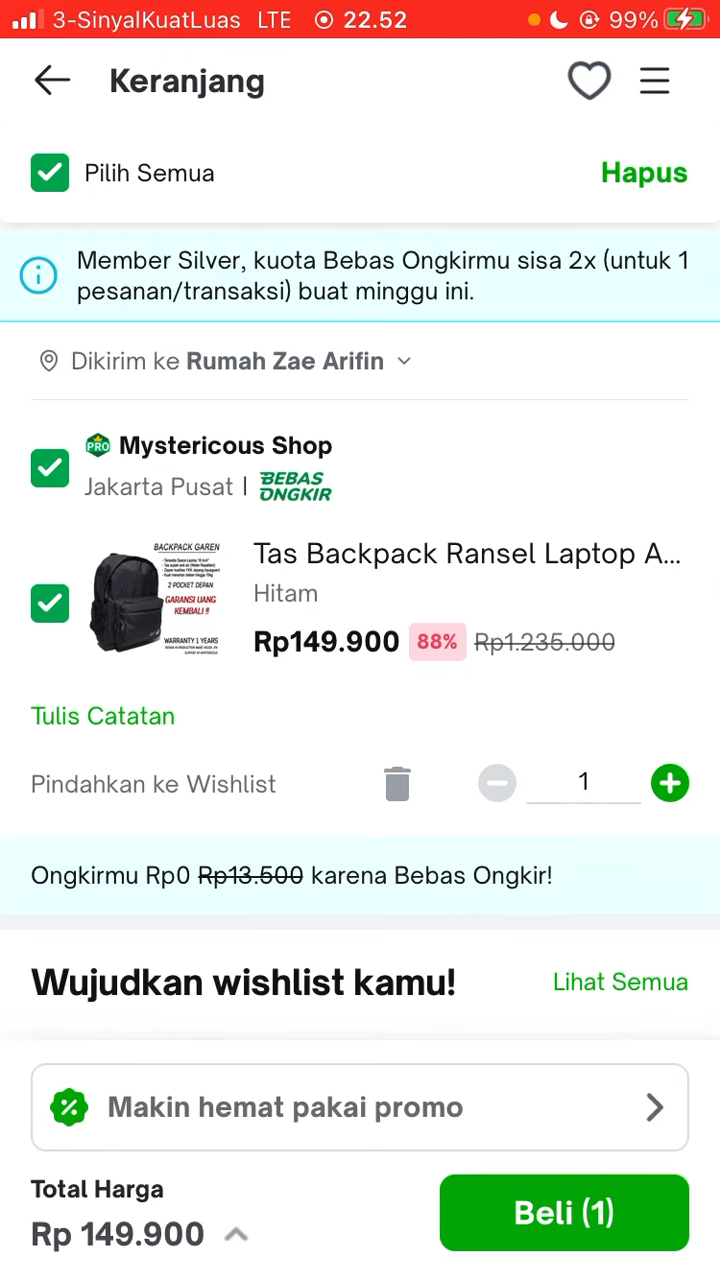 3-SinyalKuatLuas LTE 22.52 99%
Keranjang
Pilih Semua Hapus
Member Silver, kuota Bebas Ongkirmu sisa 2x (untuk 1
pesanan/transaksi) buat minggu ini.
Dikirim ke Rumah Zae Arifin
PRO Mystericous Shop
Jakarta Pusat | BEBAS ONGKIR
BACKPACK GAREN
2 POCKET DEPAN
GARANSI UANG
KEMBALI !!
WARRANTY 1 YEARS
Tas Backpack Ransel Laptop A...
Hitam
Rp149.900 88% Rp1.235.000
Tulis Catatan
Pindahkan ke Wishlist 1
Ongkirmu Rp0 Rp13.500 karena Bebas Ongkir!
Wujudkan wishlist kamu! Lihat Semua
Makin hemat pakai promo
Total Harga
Rp 149.900
Beli (1)